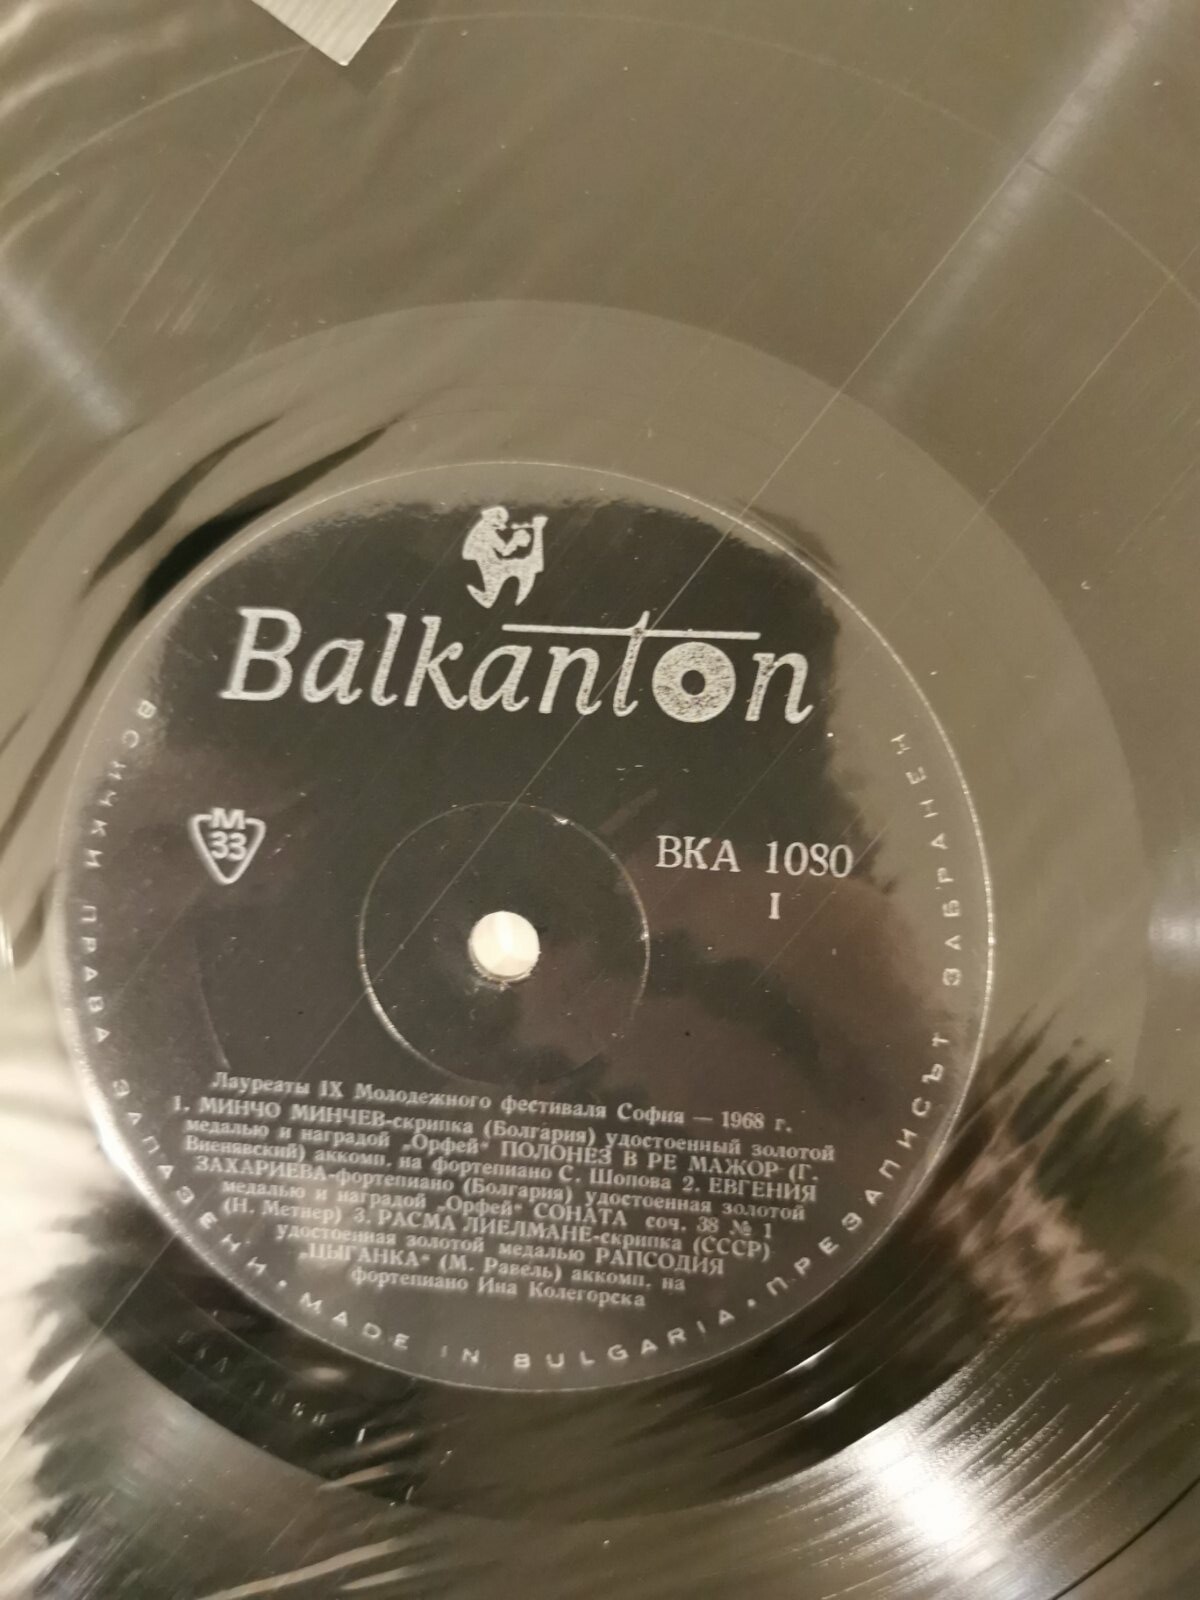 Balkanton
M
33
ВКА 1080
I
Лауреаты IX Молодежного фестиваля София — 1968 г.
1. МИНЧО МИНЧЕВ-скрипка (Болгария) удостоенный золотой
медалью и наградой „Орфей“ ПОЛОНЕЗ В РЕ МАЖОР (Г.
Виенявский) аккомп. на фортепиано С. Шопова 2. ЕВГЕНИЯ
ЗАХАРИЕВА-фортепиано (Болгария) удостоенная золотой
медалью и наградой „Орфей“ СОНАТА соч. 38 № 1
(Н. Метнер) 3. РАСМА ЛИЕЛМАНЕ-скрипка (СССР)
удостоенная золотой медалью РАПСОДИЯ
„ЦЫГАНКА“ (М. Равель) аккомп. на
фортепиано Ина Колегорска
ВСИЧКИ ПРАВА ЗАПАЗЕНИ • MADE IN BULGARIA • ПРЕЗАПИСЪТ ЗАБРАНЕН